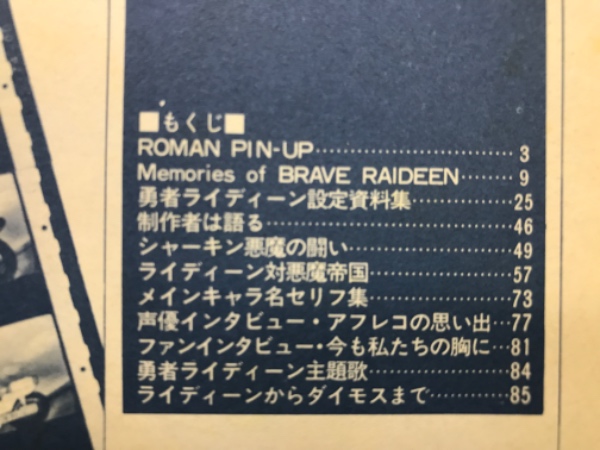 ■もくじ■
ROMAN PIN-UP 3
Memories of BRAVE RAIDEEN 9
勇者ライディーン設定資料集 25
制作者は語る 46
シャーキン悪魔の闘い 49
ライディーン対悪魔帝国 57
メインキャラ名セリフ集 73
声優インタビュー・アフレコの思い出 77
ファンインタビュー・今も私たちの胸に 81
勇者ライディーン主題歌 84
ライディーンからダイモスまで 85